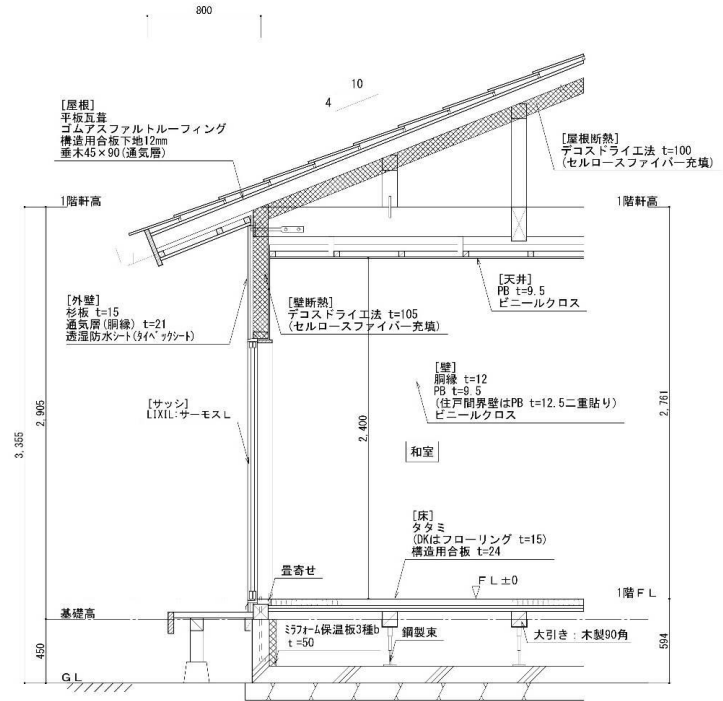 800
10
4
[屋根]
平板瓦葺
ゴムアスファルトルーフィング
構造用合板下地12mm
垂木45×90(通気層)
[屋根断熱]
デコスドライ工法 t=100
(セルロースファイバー充填)
1階軒高
1階軒高
[外壁]
杉板 t=15
通気層(胴縁) t=21
透湿防水シート(タイベックシート)
[壁断熱]
デコスドライ工法 t=105
(セルロースファイバー充填)
[天井]
PB t=9.5
ビニールクロス
[壁]
胴縁 t=12
PB t=9.5
(住戸間界壁はPB t=12.5二重貼り)
ビニールクロス
[サッシ]
LIXIL:サーモスL
3,355
2,905
2,400
2,761
和室
[床]
タタミ
(DKはフローリング t=15)
構造用合板 t=24
畳寄せ
FL±0
1階FL
基礎高
ミラフォーム保温板3種b
t=50
鋼製束
大引き:木製90角
450
594
GL